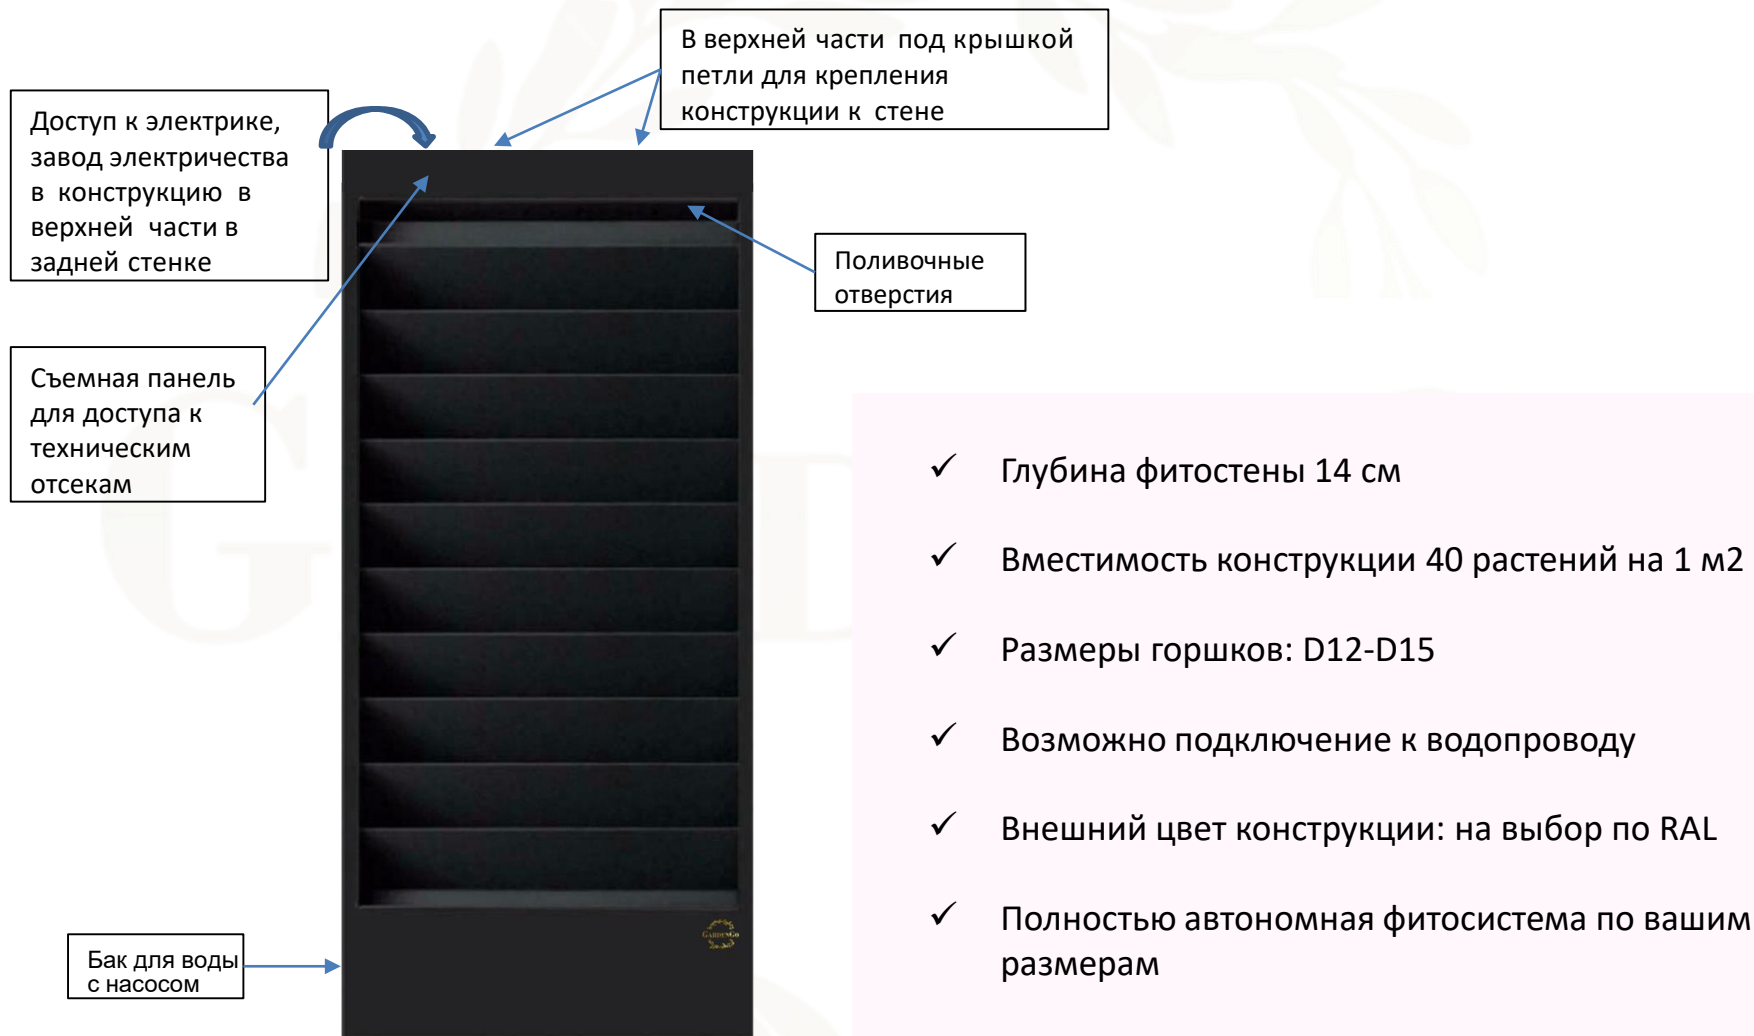 В верхней части под крышкой
петли для крепления
конструкции к стене
Доступ к электрике,
завод электричества
в конструкцию в
верхней части в
задней стенке
Поливочные
отверстия
Съемная панель
для доступа к
техническим
отсекам
✓ Глубина фитостены 14 см
✓ Вместимость конструкции 40 растений на 1 м2
✓ Размеры горшков: D12-D15
✓ Возможно подключение к водопроводу
✓ Внешний цвет конструкции: на выбор по RAL
✓ Полностью автономная фитосистема по вашим
размерам
GARDENGO
Бак для воды
с насосом